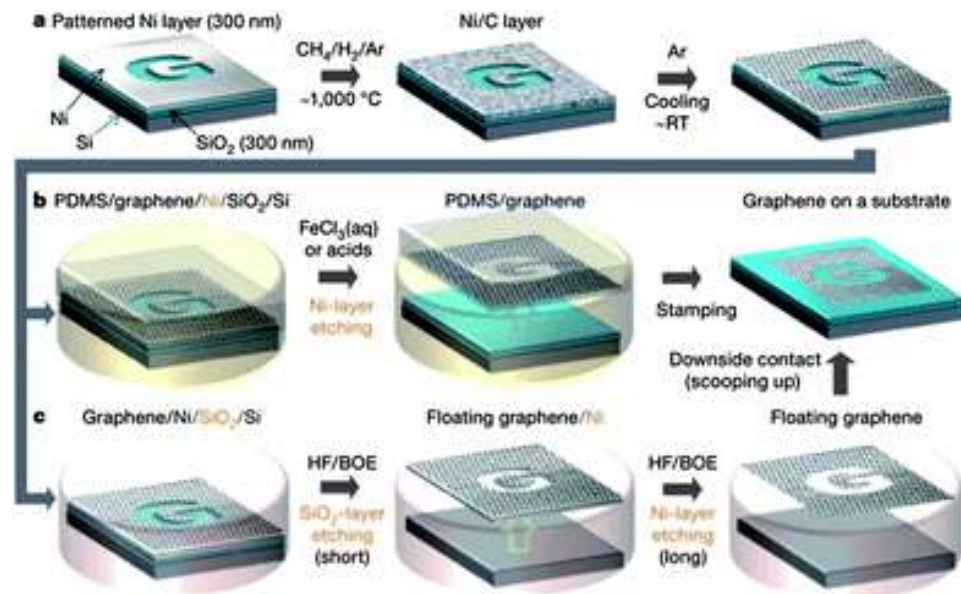 a Patterned Ni layer (300 nm)
CH₄/H₂/Ar
~1,000 °C
Ni/C layer
Ar
Cooling
~RT
Ni
Si
SiO₂ (300 nm)
b PDMS/graphene/Ni/SiO₂/Si
FeCl₃(aq)
or acids
Ni-layer
etching
PDMS/graphene
Stamping
Graphene on a substrate
Downside contact
(scooping up)
c Graphene/Ni/SiO₂/Si
HF/BOE
SiO₂-layer
etching
(short)
Floating graphene/Ni
HF/BOE
Ni-layer
etching
(long)
Floating graphene